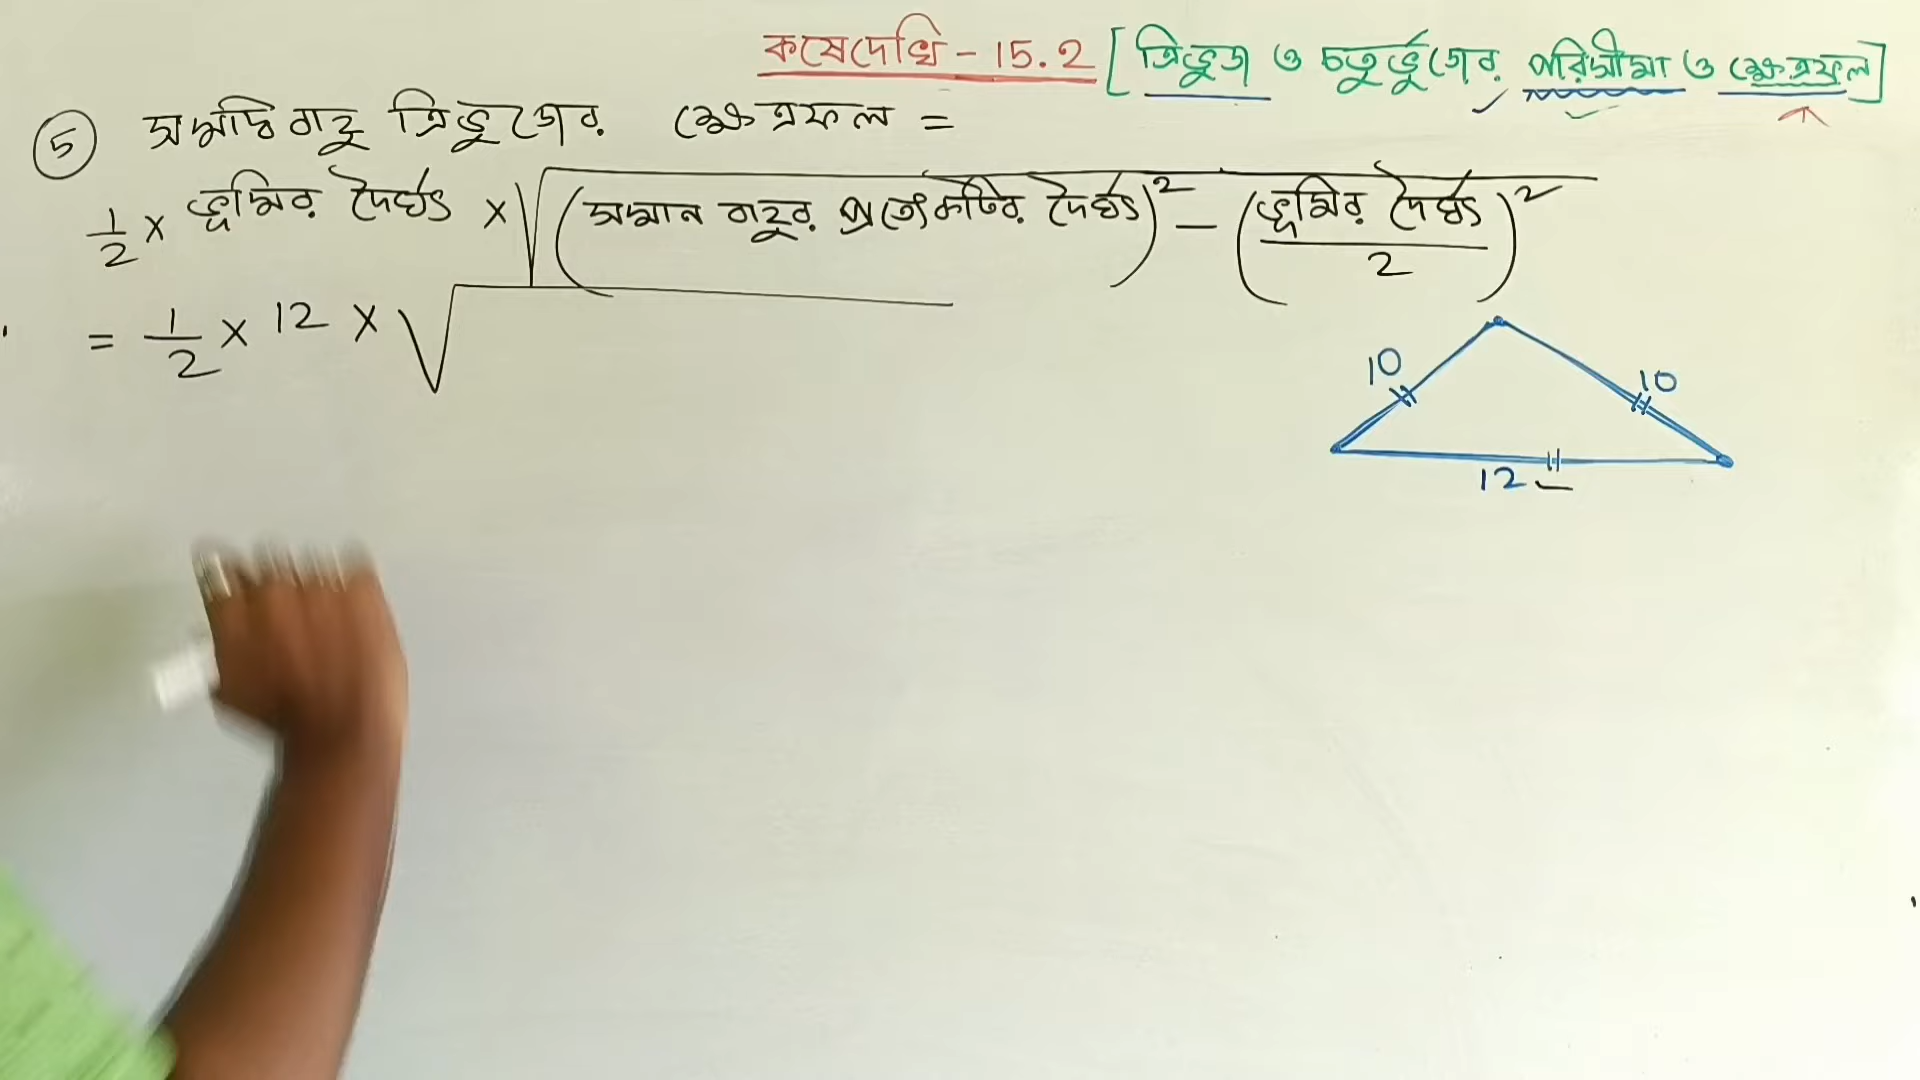 কষেদেখি - 15.2 [ত্রিভুজ ও চতুর্ভুজের পরিসীমা ও ক্ষেত্রফল]
5 সমদ্বিবাহু ত্রিভুজের ক্ষেত্রফল =
1/2 × ভূমির দৈর্ঘ্য × √(সমান বাহুর প্রত্যেকটির দৈর্ঘ্য)² - (ভূমির দৈর্ঘ্য/2)²
= 1/2 × 12 × √
10
10
12